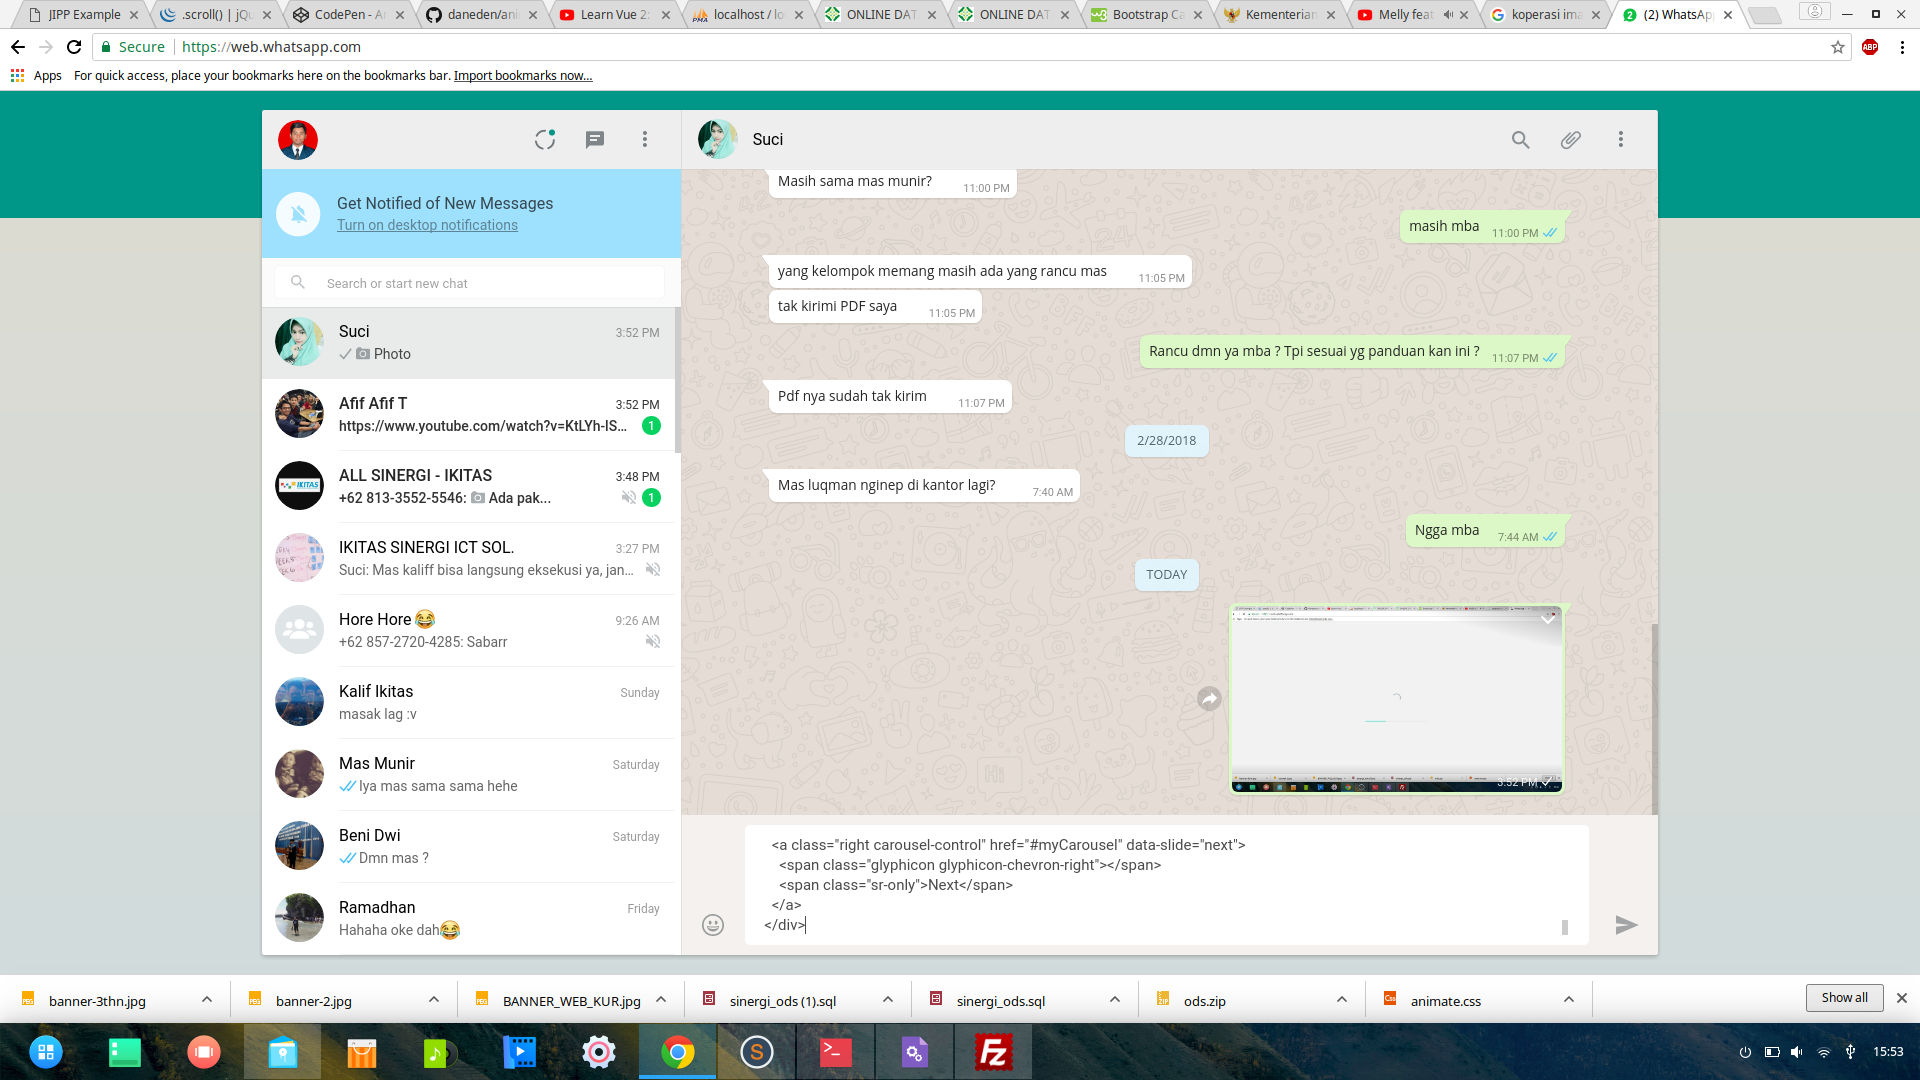 JIPP Example
.scroll() | jQu
CodePen - A
daneden/ani
Learn Vue 2:
localhost / lo
ONLINE DAT
ONLINE DAT
Bootstrap Ca
Kementerian
Melly feat
koperasi ima
(2) WhatsAp
Secure
https://web.whatsapp.com
ABP
Apps
For quick access, place your bookmarks here on the bookmarks bar. Import bookmarks now...
Get Notified of New Messages
Turn on desktop notifications
Search or start new chat
Suci
3:52 PM
Photo
Afif Afif T
3:52 PM
https://www.youtube.com/watch?v=KtLYh-lS...
1
ALL SINERGI - IKITAS
3:48 PM
+62 813-3552-5546: Ada pak...
1
IKITAS SINERGI ICT SOL.
3:27 PM
Suci: Mas kaliff bisa langsung eksekusi ya, jan...
Hore Hore 😂
9:26 AM
+62 857-2720-4285: Sabarr
Kalif Ikitas
Sunday
masak lag :v
Mas Munir
Saturday
Iya mas sama sama hehe
Beni Dwi
Saturday
Dmn mas ?
Ramadhan
Friday
Hahaha oke dah😂
Suci
Masih sama mas munir?
11:00 PM
masih mba
11:00 PM
yang kelompok memang masih ada yang rancu mas
11:05 PM
tak kirimi PDF saya
11:05 PM
Rancu dmn ya mba ? Tpi sesuai yg panduan kan ini ?
11:07 PM
Pdf nya sudah tak kirim
11:07 PM
2/28/2018
Mas luqman nginep di kantor lagi?
7:40 AM
Ngga mba
7:44 AM
TODAY
3:52 PM
<a class="right carousel-control" href="#myCarousel" data-slide="next">
<span class="glyphicon glyphicon-chevron-right"></span>
<span class="sr-only">Next</span>
</a>
</div>
banner-3thn.jpg
banner-2.jpg
BANNER_WEB_KUR.jpg
sinergi_ods (1).sql
sinergi_ods.sql
ods.zip
animate.css
Show all
15:53